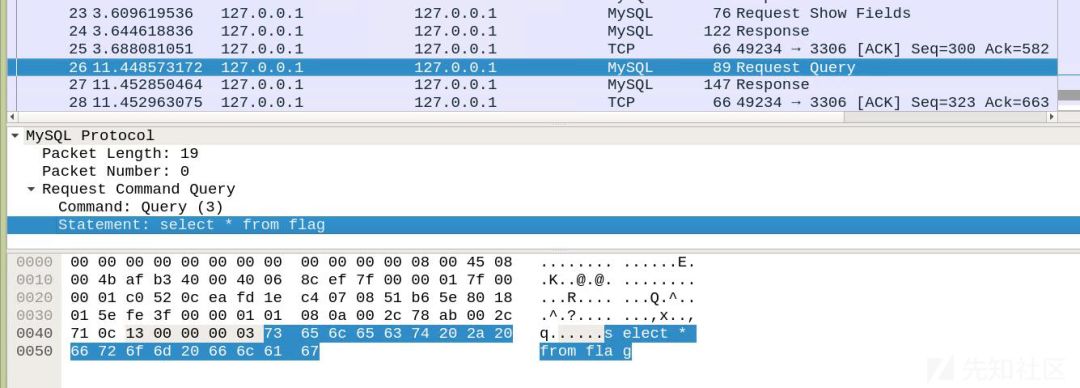 23 3.609619536 127.0.0.1 127.0.0.1 MySQL 76 Request Show Fields
24 3.644618836 127.0.0.1 127.0.0.1 MySQL 122 Response
25 3.688081051 127.0.0.1 127.0.0.1 TCP 66 49234 → 3306 [ACK] Seq=300 Ack=582
26 11.448573172 127.0.0.1 127.0.0.1 MySQL 89 Request Query
27 11.452850464 127.0.0.1 127.0.0.1 MySQL 147 Response
28 11.452963075 127.0.0.1 127.0.0.1 TCP 66 49234 → 3306 [ACK] Seq=323 Ack=663
MySQL Protocol
Packet Length: 19
Packet Number: 0
Request Command Query
Command: Query (3)
Statement: select * from flag
0000 00 00 00 00 00 00 00 00 00 00 00 00 08 00 45 08 ........ ......E.
0010 00 4b af b3 40 00 40 06 8c ef 7f 00 00 01 7f 00 .K..@.@. ........
0020 00 01 c0 52 0c ea fd 1e c4 07 08 51 b6 5e 80 18 ...R.... ...Q.^..
0030 01 5e fe 3f 00 00 01 01 08 0a 00 2c 78 ab 00 2c .^.?.... ...,x..,
0040 71 0c 13 00 00 00 03 73 65 6c 65 63 74 20 2a 20 q......s elect *
0050 66 72 6f 6d 20 66 6c 61 67 from fla g
先知社区